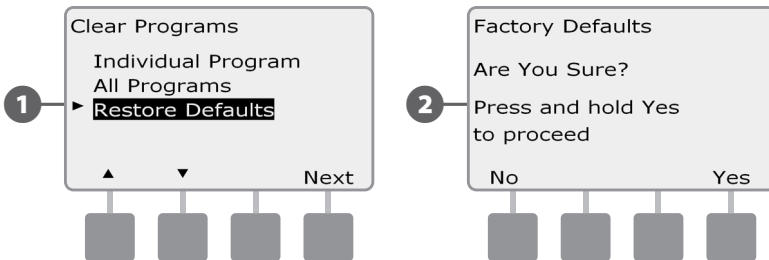 Clear Programs
Individual Program
All Programs
1
► Restore Defaults
▲ ▼ Next
Factory Defaults
Are You Sure?
2
Press and hold Yes
to proceed
No Yes